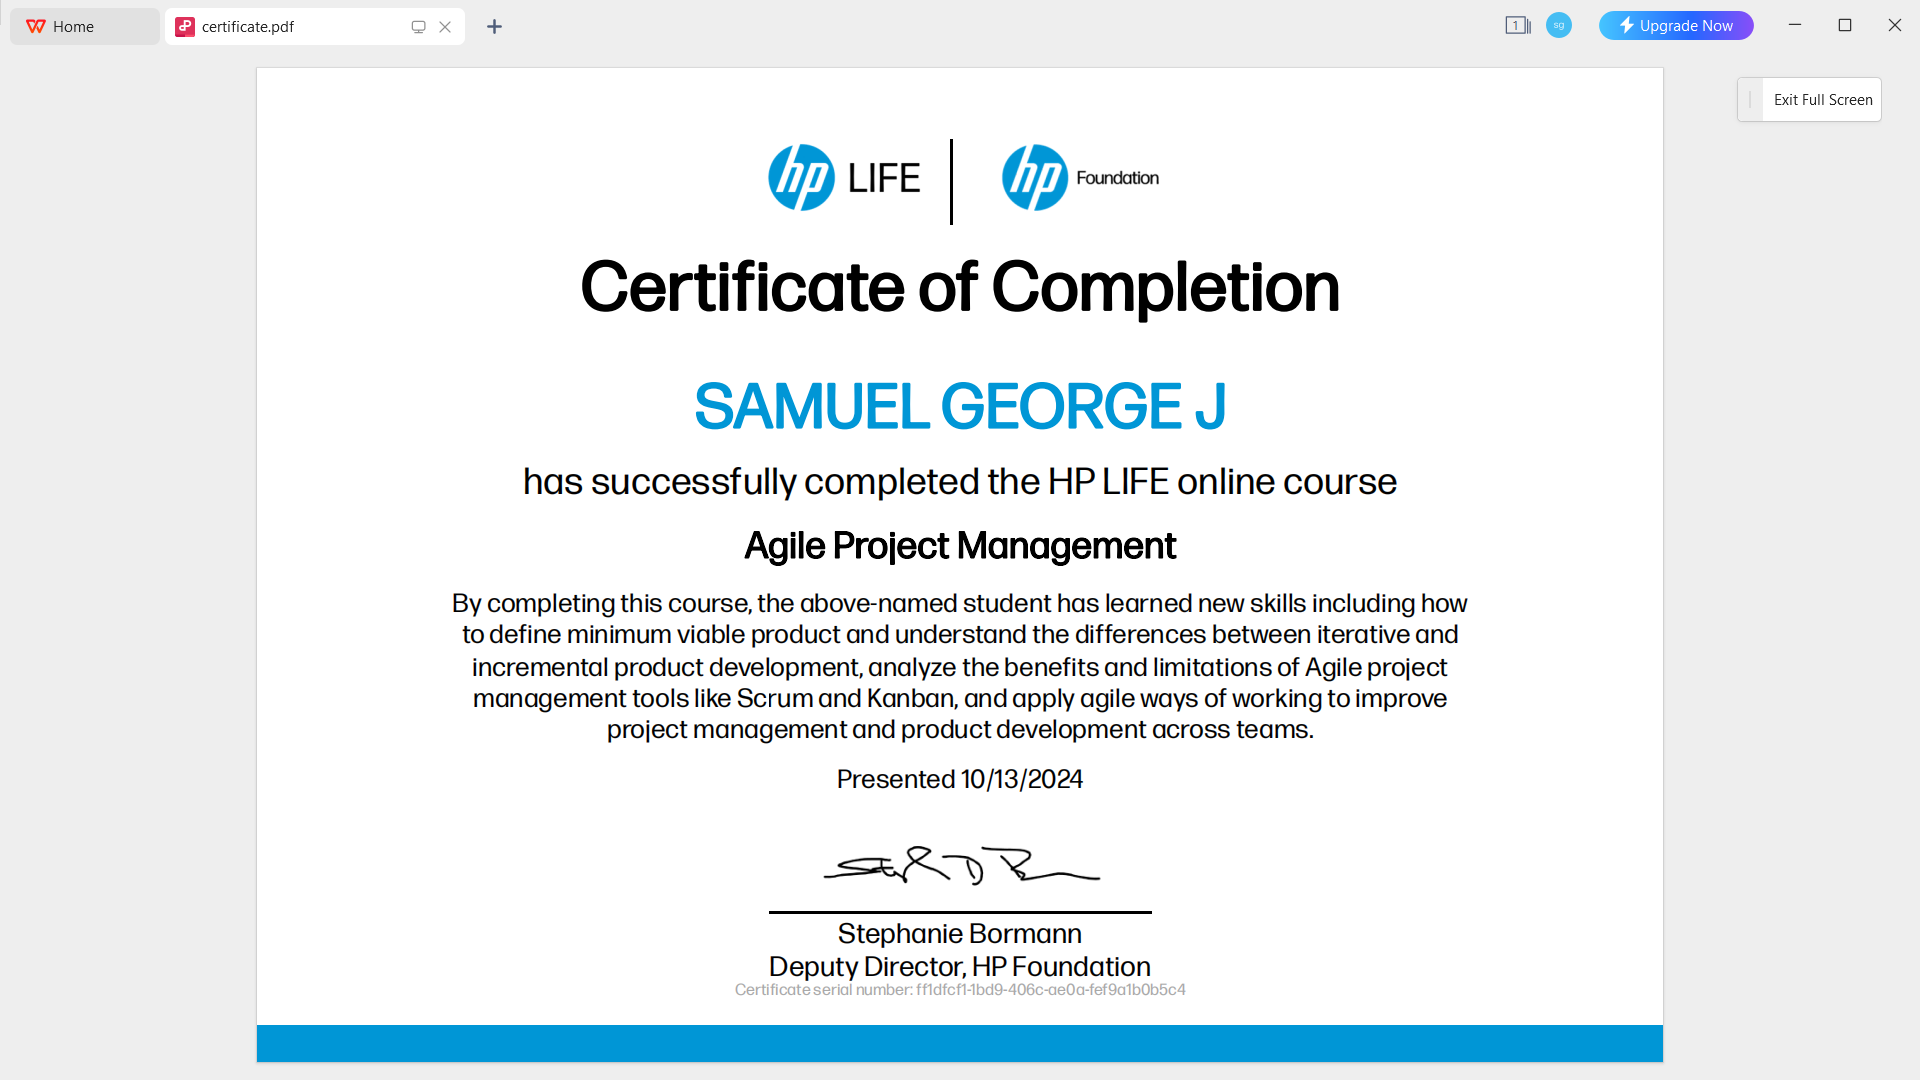 Home
certificate.pdf
1
sg
Upgrade Now
Exit Full Screen
hp LIFE
hp Foundation
Certificate of Completion
SAMUEL GEORGE J
has successfully completed the HP LIFE online course
Agile Project Management
By completing this course, the above-named student has learned new skills including how
to define minimum viable product and understand the differences between iterative and
incremental product development, analyze the benefits and limitations of Agile project
management tools like Scrum and Kanban, and apply agile ways of working to improve
project management and product development across teams.
Presented 10/13/2024
Stephanie Bormann
Deputy Director, HP Foundation
Certificate serial number: ff1dfcf1-1bd9-406c-ae0a-fef9a1b0b5c4